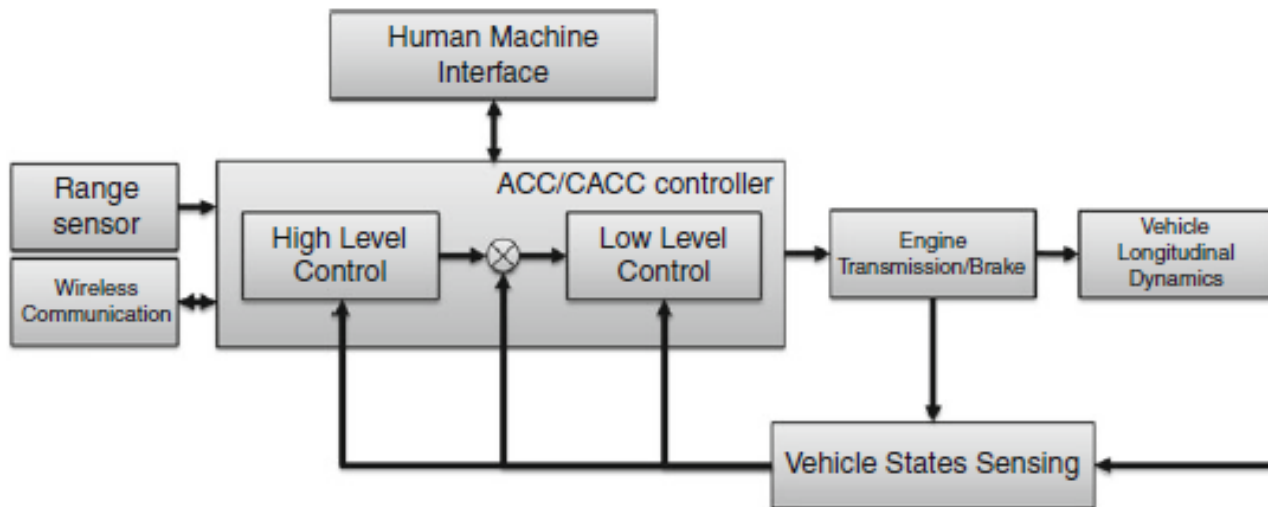 Human Machine
Interface
Range
sensor
Wireless
Communication
ACC/CACC controller
High Level
Control
Low Level
Control
Engine
Transmission/Brake
Vehicle
Longitudinal
Dynamics
Vehicle States Sensing